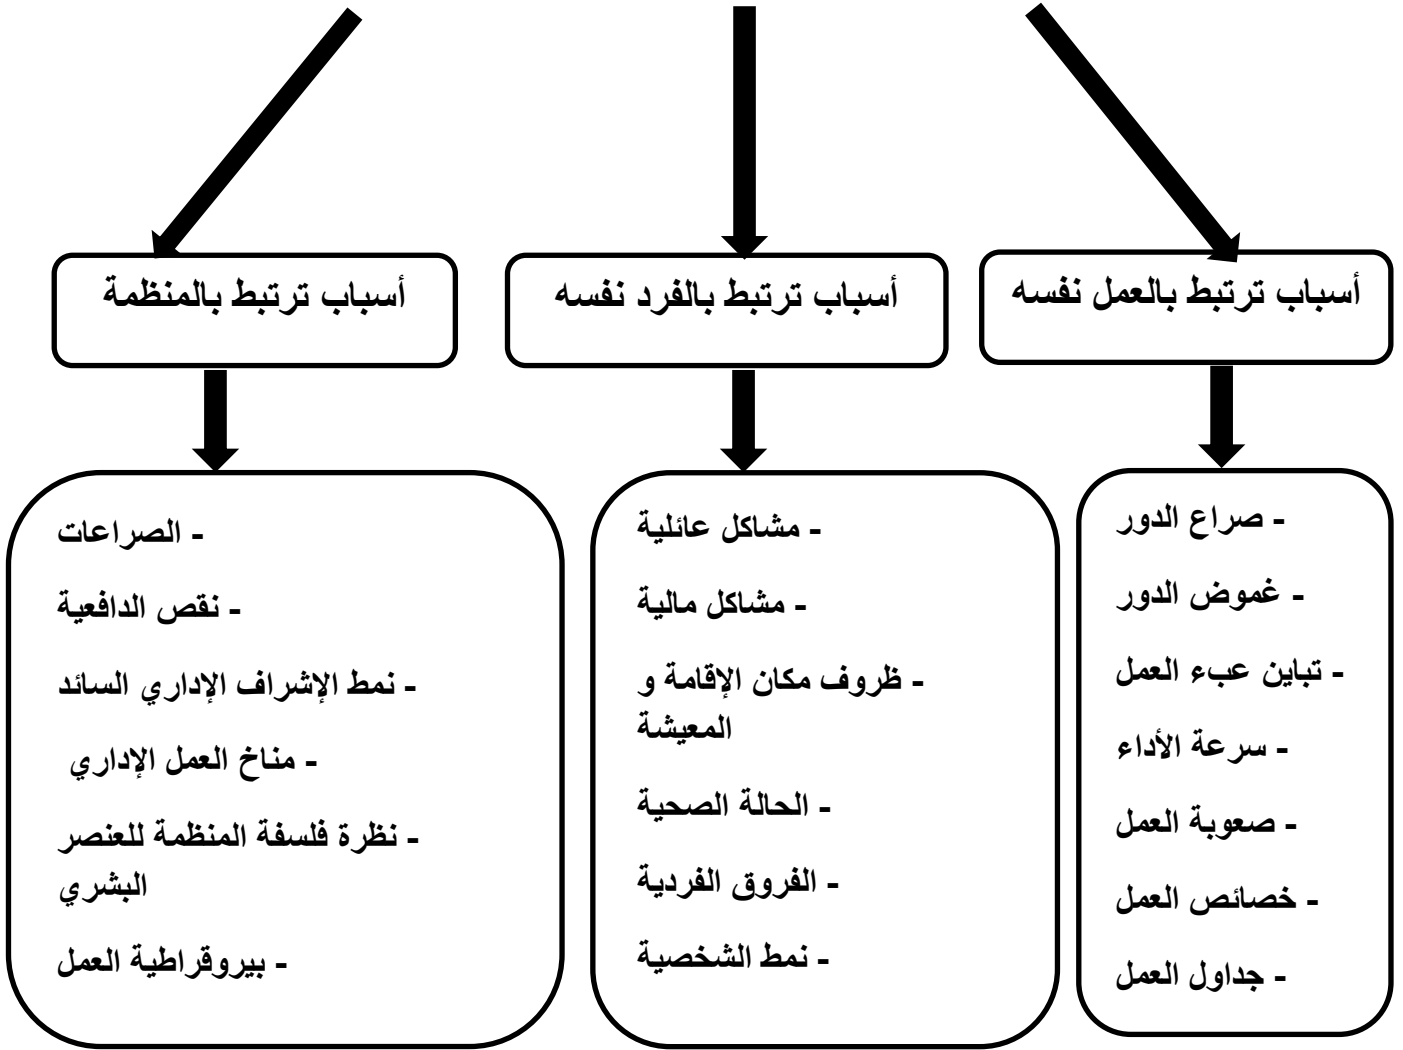 أسباب ترتبط بالعمل نفسه
أسباب ترتبط بالفرد نفسه
أسباب ترتبط بالمنظمة
- صراع الدور
- غموض الدور
- تباين عبء العمل
- سرعة الأداء
- صعوبة العمل
- خصائص العمل
- جداول العمل
- مشاكل عائلية
- مشاكل مالية
- ظروف مكان الإقامة و
المعيشة
- الحالة الصحية
- الفروق الفردية
- نمط الشخصية
- الصراعات
- نقص الدافعية
- نمط الإشراف الإداري السائد
- مناخ العمل الإداري
- نظرة فلسفة المنظمة للعنصر
البشري
- بيروقراطية العمل